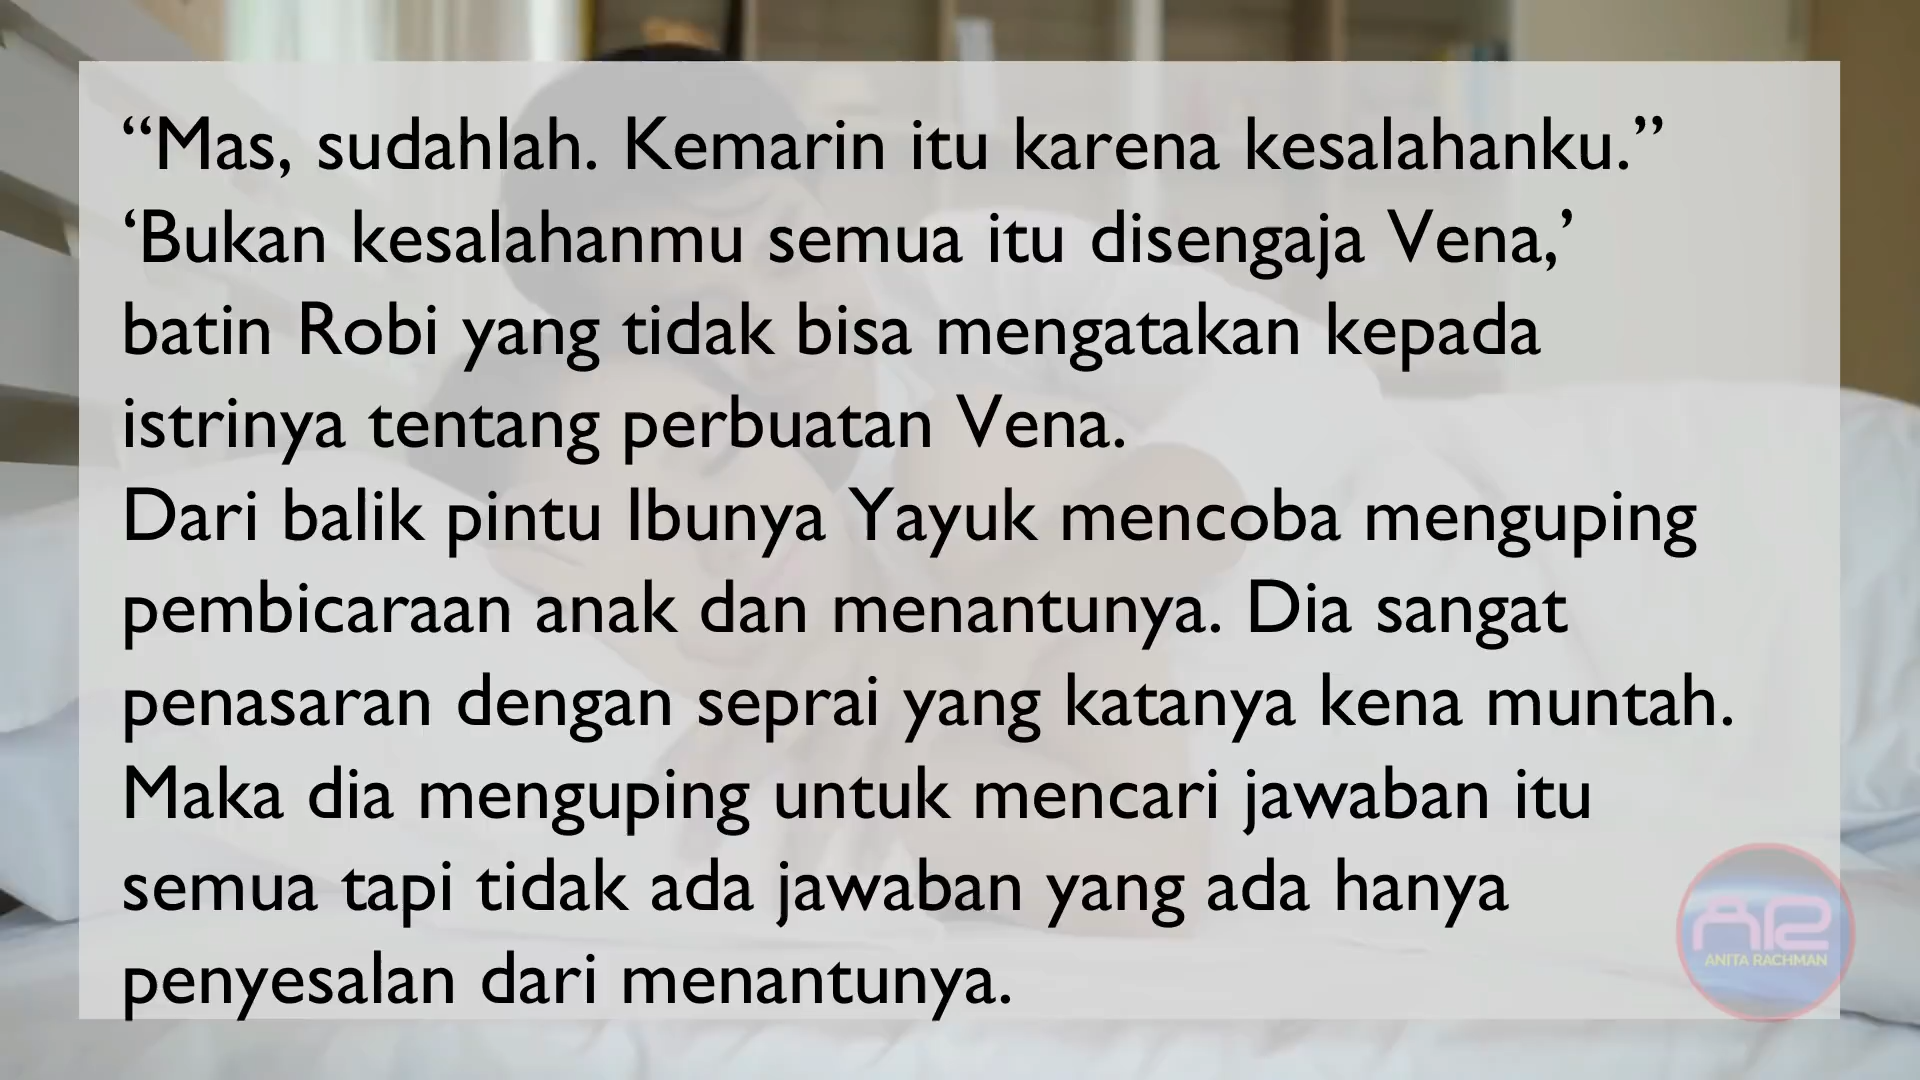 “Mas, sudahlah. Kemarin itu karena kesalahanku.”
‘Bukan kesalahanmu semua itu disengaja Vena,’
batin Robi yang tidak bisa mengatakan kepada
istrinya tentang perbuatan Vena.
Dari balik pintu Ibunya Yayuk mencoba menguping
pembicaraan anak dan menantunya. Dia sangat
penasaran dengan seprai yang katanya kena muntah.
Maka dia menguping untuk mencari jawaban itu
semua tapi tidak ada jawaban yang ada hanya
penyesalan dari menantunya.
AR
ANITA RACHMAN